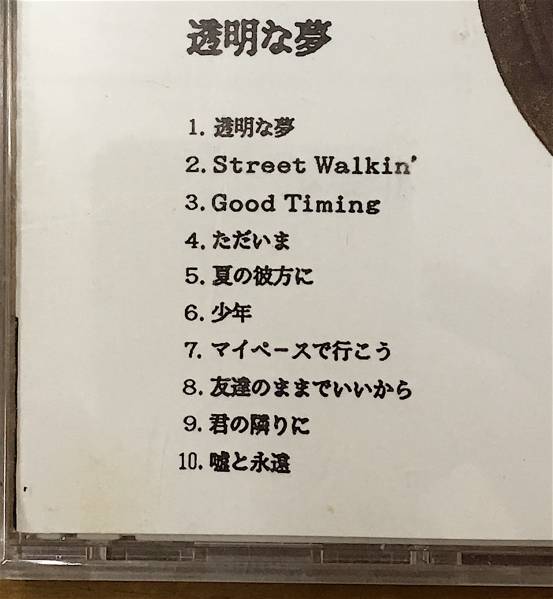 透明な夢
1. 透明な夢
2. Street Walkin'
3. Good Timing
4. ただいま
5. 夏の彼方に
6. 少年
7. マイペースで行こう
8. 友達のままでいいから
9. 君の隣りに
10. 嘘と永遠